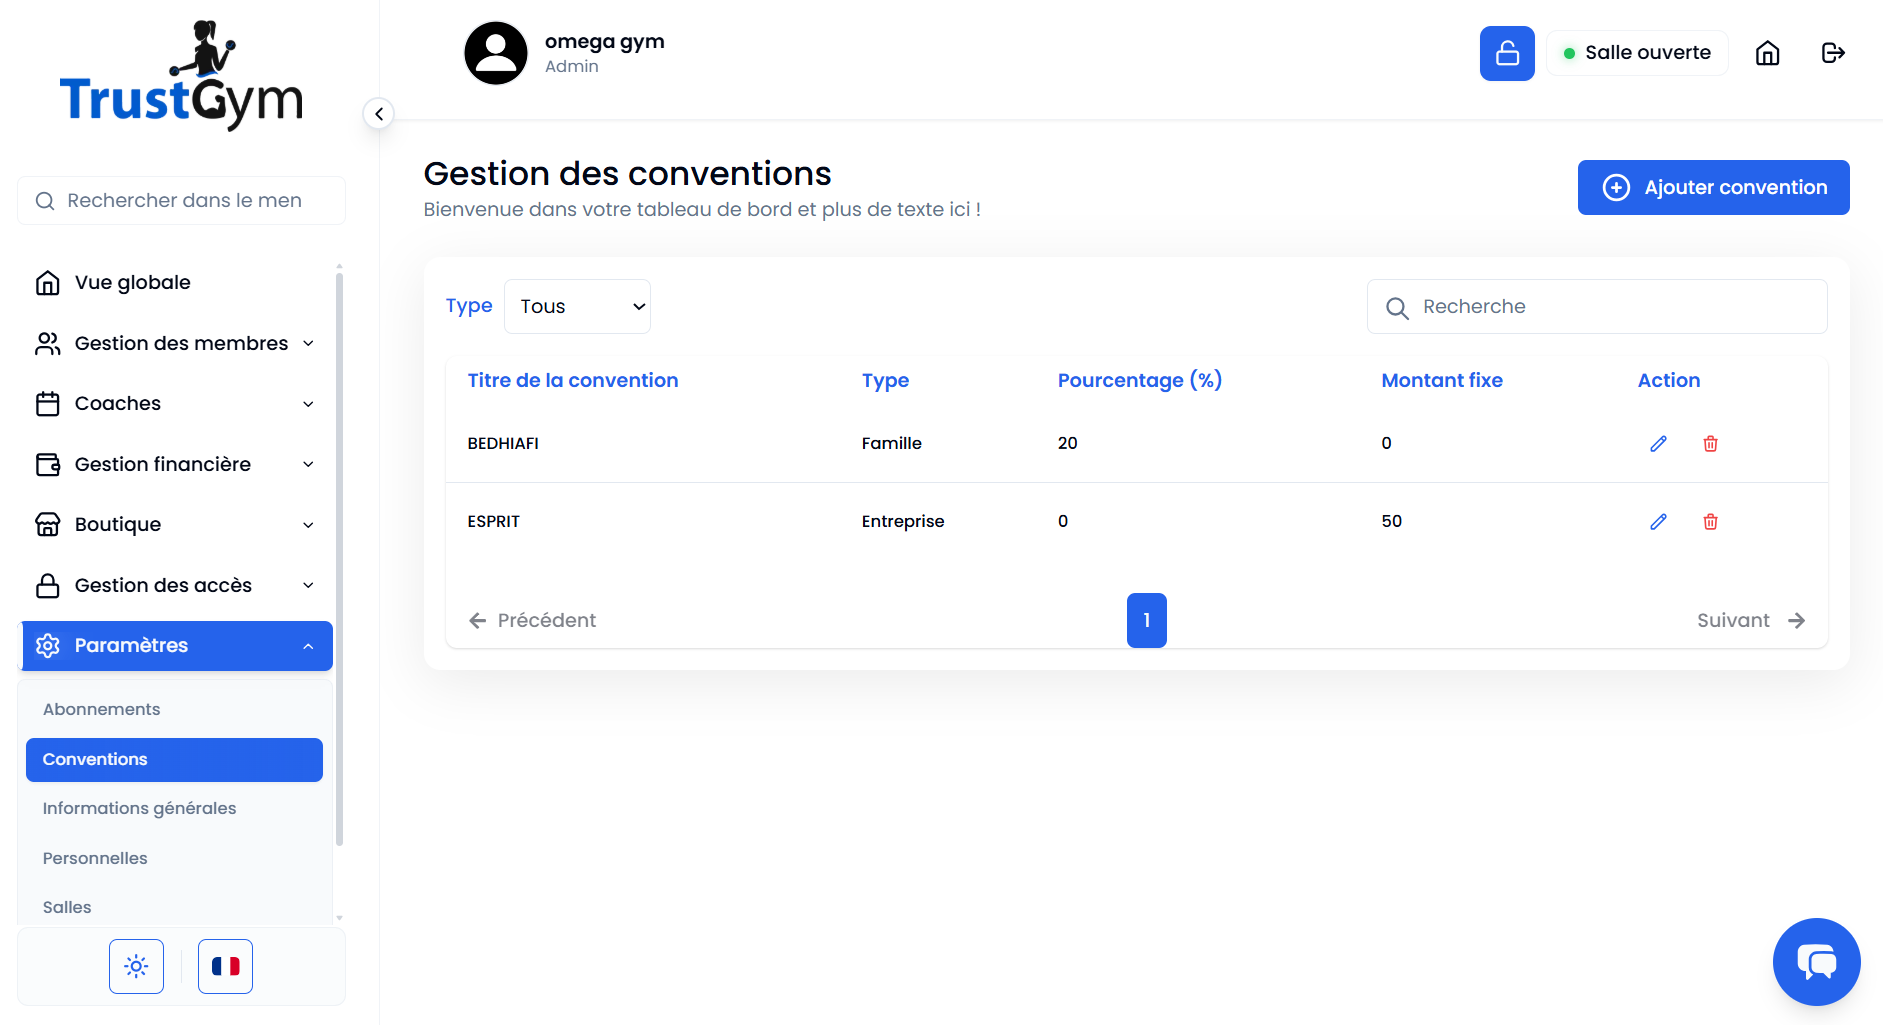 TrustGym
omega gym
Admin
Salle ouverte
Rechercher dans le men
Vue globale
Gestion des membres
Coaches
Gestion financière
Boutique
Gestion des accès
Paramètres
Abonnements
Conventions
Informations générales
Personnelles
Salles
Gestion des conventions
Bienvenue dans votre tableau de bord et plus de texte ici !
Ajouter convention
Type Tous Recherche
Titre de la convention Type Pourcentage (%) Montant fixe Action
BEDHIAFI Famille 20 0
ESPRIT Entreprise 0 50
Précédent 1 Suivant